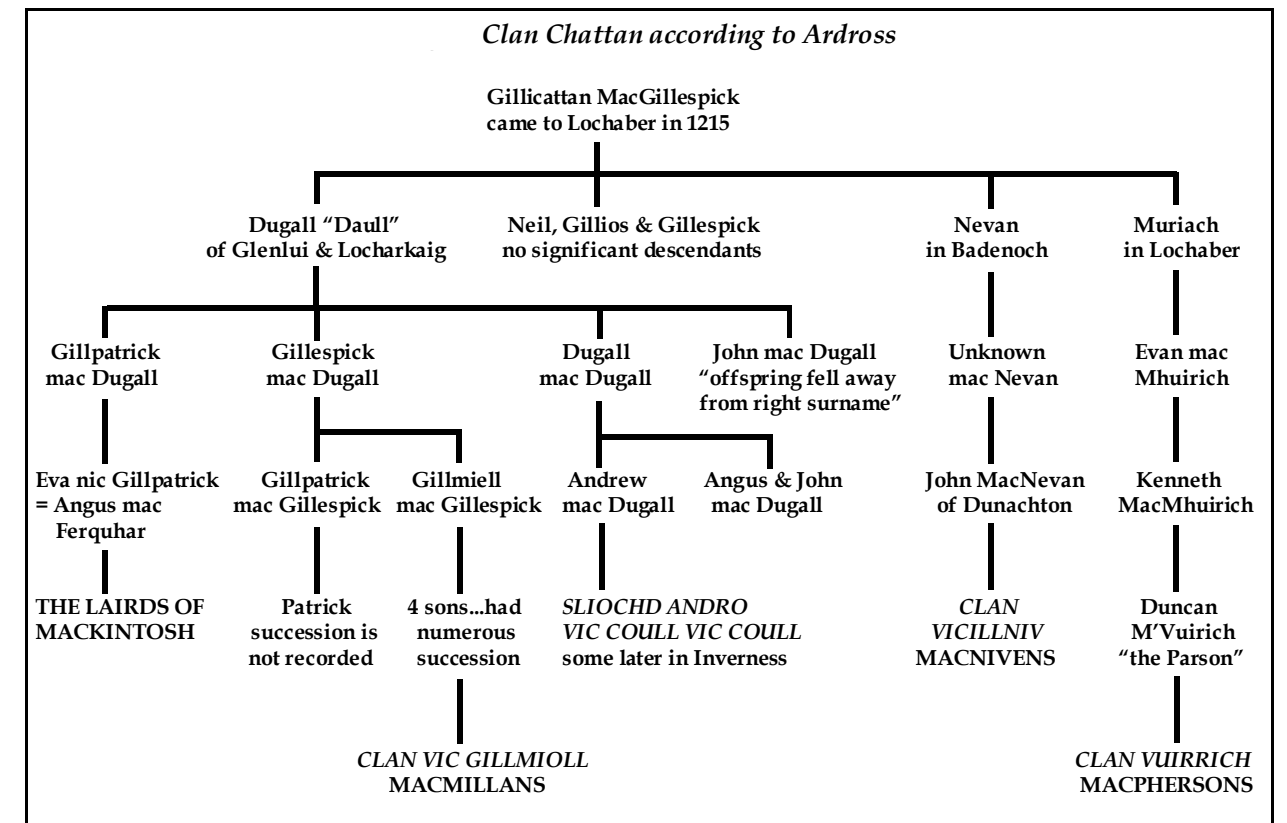 Clan Chattan according to Ardross
Gillicattan MacGillespick
came to Lochaber in 1215
Dugall “Daull”
of Glenlui & Locharkaig
Neil, Gillios & Gillespick
no significant descendants
Nevan
in Badenoch
Muriach
in Lochaber
Gillpatrick
mac Dugall
Gillespick
mac Dugall
Dugall
mac Dugall
John mac Dugall
“offspring fell away
from right surname”
Unknown
mac Nevan
Evan mac
Mhuirich
Eva nic Gillpatrick
= Angus mac
Ferquhar
Gillpatrick
mac Gillespick
Gillmiell
mac Gillespick
Andrew
mac Dugall
Angus & John
mac Dugall
John MacNevan
of Dunachton
Kenneth
MacMhuirich
THE LAIRDS OF
MACKINTOSH
Patrick
succession is
not recorded
4 sons...had
numerous
succession
SLIOCHD ANDRO
VIC COULL VIC COULL
some later in Inverness
CLAN
VICILLNIV
MACNIVENS
Duncan
M’Vuirich
“the Parson”
CLAN VIC GILLMIOLL
MACMILLANS
CLAN VUIRRICH
MACPHERSONS